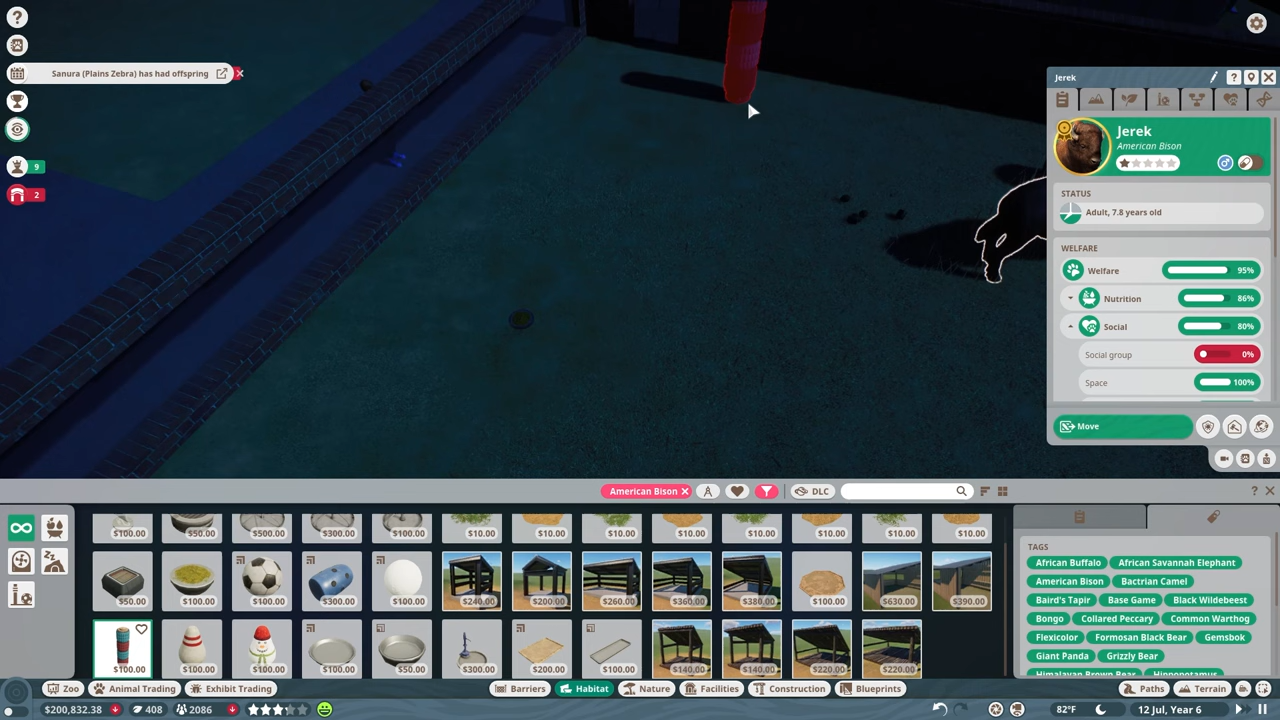 ?
Sanura (Plains Zebra) has had offspring
9
2
Jerek
?
Jerek
American Bison
STATUS
Adult, 7.8 years old
WELFARE
Welfare 95%
Nutrition 86%
Social 80%
Social group 0%
Space 100%
Move
American Bison
DLC
?
$100.00 $50.00 $500.00 $300.00 $100.00 $10.00 $10.00 $10.00 $10.00 $10.00 $10.00 $10.00 $10.00
$50.00 $100.00 $100.00 $300.00 $100.00 $240.00 $200.00 $260.00 $360.00 $380.00 $100.00 $630.00 $390.00
$100.00 $100.00 $100.00 $100.00 $50.00 $300.00 $200.00 $100.00 $140.00 $140.00 $220.00 $220.00
TAGS
African Buffalo African Savannah Elephant
American Bison Bactrian Camel
Baird's Tapir Base Game Black Wildebeest
Bongo Collared Peccary Common Warthog
Flexicolor Formosan Black Bear Gemsbok
Giant Panda Grizzly Bear
Himalayan Brown Bear Hippopotamus
Zoo Animal Trading Exhibit Trading Barriers Habitat Nature Facilities Construction Blueprints Paths Terrain
$200,832.38 408 2086 82°F 12 Jul, Year 6